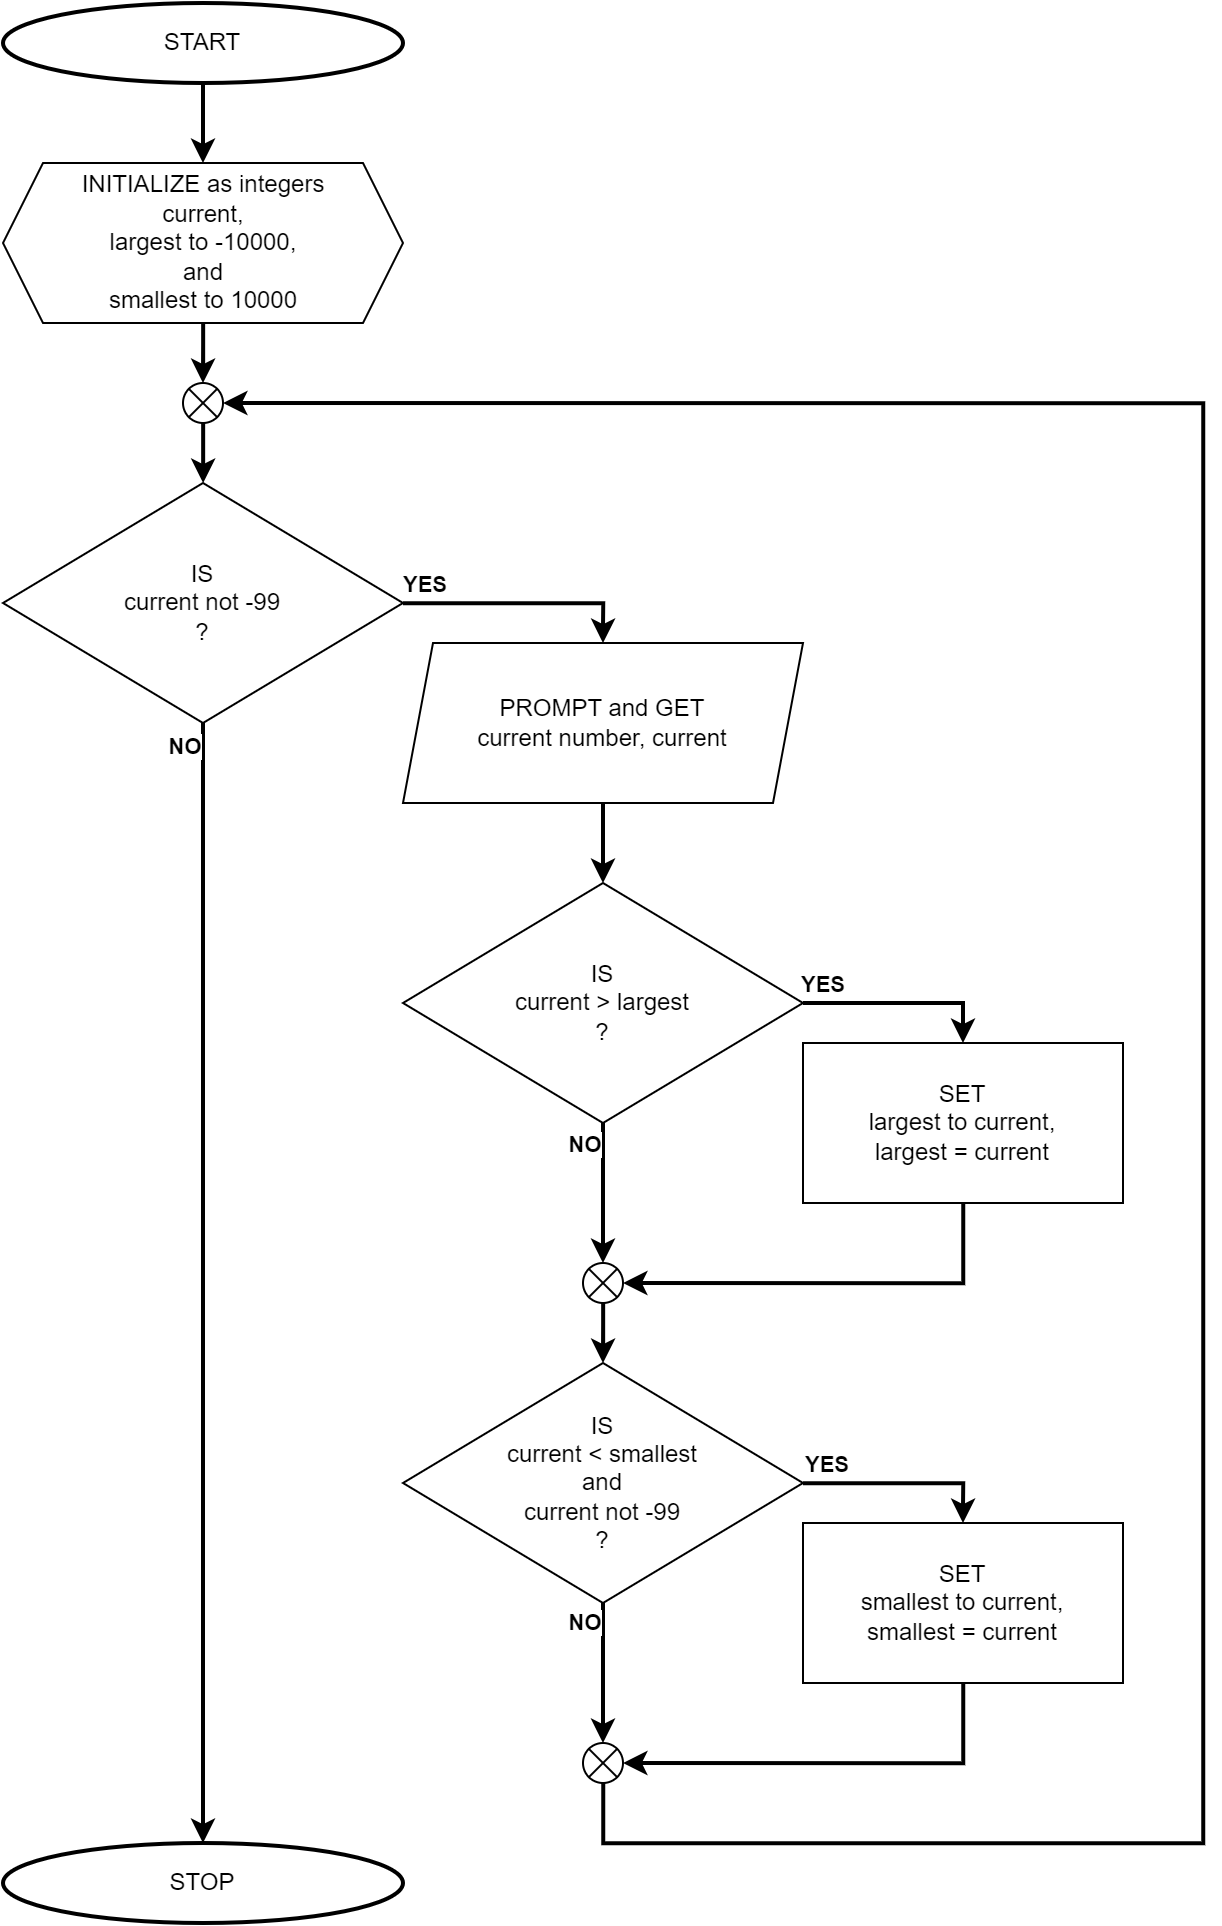 START
INITIALIZE as integers
current,
largest to -10000,
and
smallest to 10000
IS
current not -99
?
YES
NO
PROMPT and GET
current number, current
IS
current > largest
?
YES
NO
SET
largest to current,
largest = current
IS
current < smallest
and
current not -99
?
YES
NO
SET
smallest to current,
smallest = current
STOP